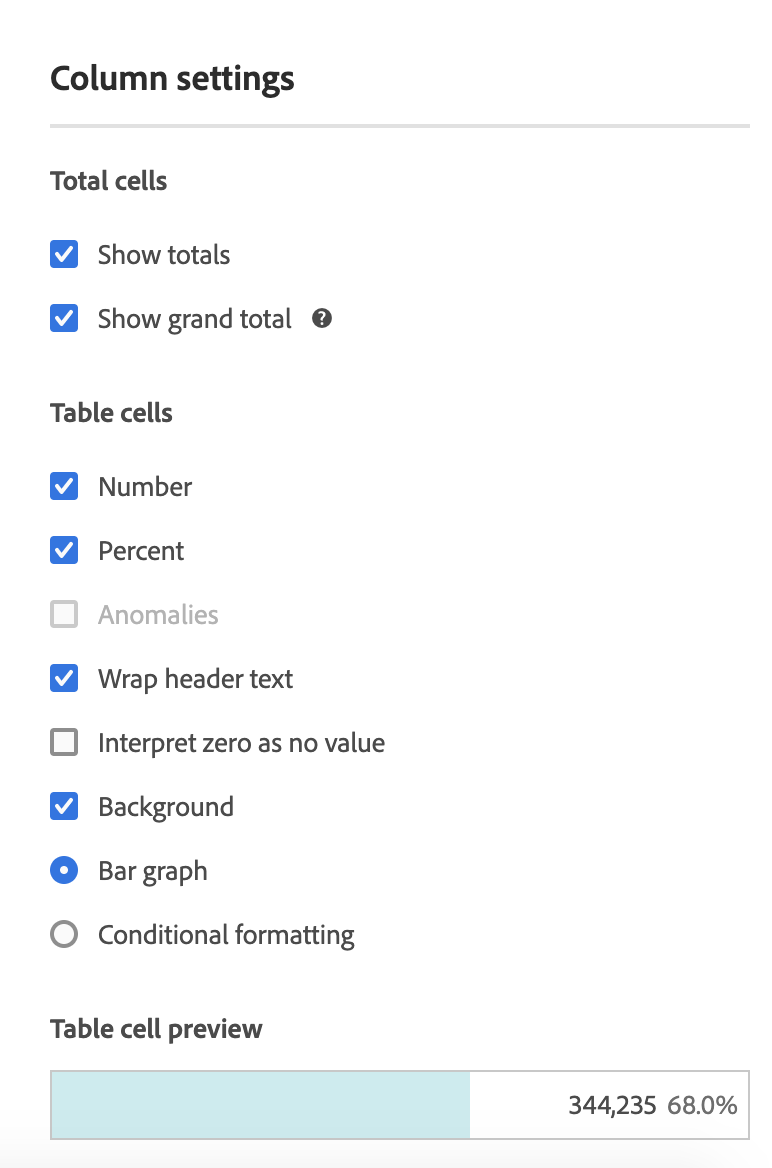 Column settings
Total cells
Show totals
Show grand total ?
Table cells
Number
Percent
Anomalies
Wrap header text
Interpret zero as no value
Background
Bar graph
Conditional formatting
Table cell preview
344,235 68.0%